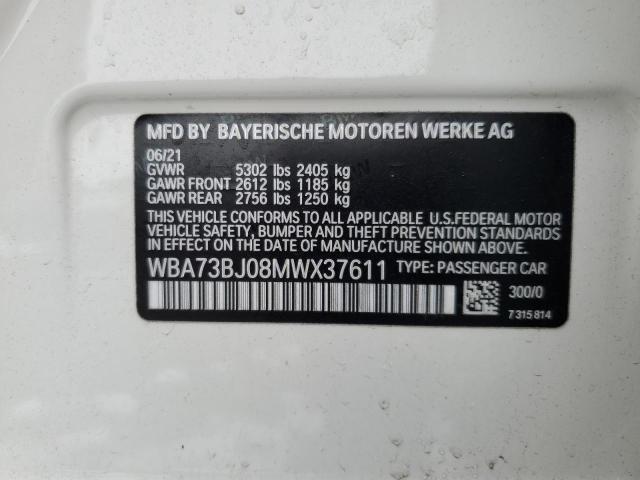 MFD BY BAYERISCHE MOTOREN WERKE AG
06/21
GVWR 5302 lbs 2405 kg
GAWR FRONT 2612 lbs 1185 kg
GAWR REAR 2756 lbs 1250 kg
THIS VEHICLE CONFORMS TO ALL APPLICABLE U.S.FEDERAL MOTOR
VEHICLE SAFETY, BUMPER, AND THEFT PREVENTION STANDARDS
IN EFFECT ON THE DATE OF MANUFACTURE SHOWN ABOVE.
WBA73BJ08MWX37611 TYPE: PASSENGER CAR
300/0
7 315 814